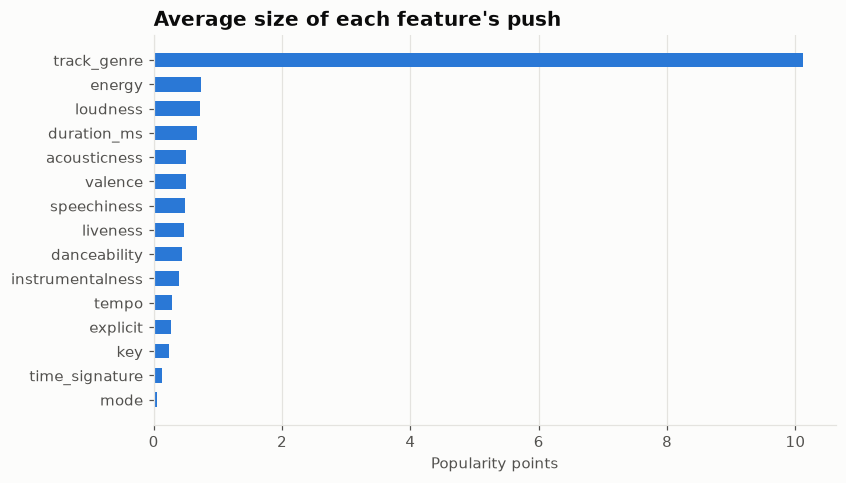 Average size of each feature's push
track_genre
energy
loudness
duration_ms
acousticness
valence
speechiness
liveness
danceability
instrumentalness
tempo
explicit
key
time_signature
mode
0 2 4 6 8 10
Popularity points